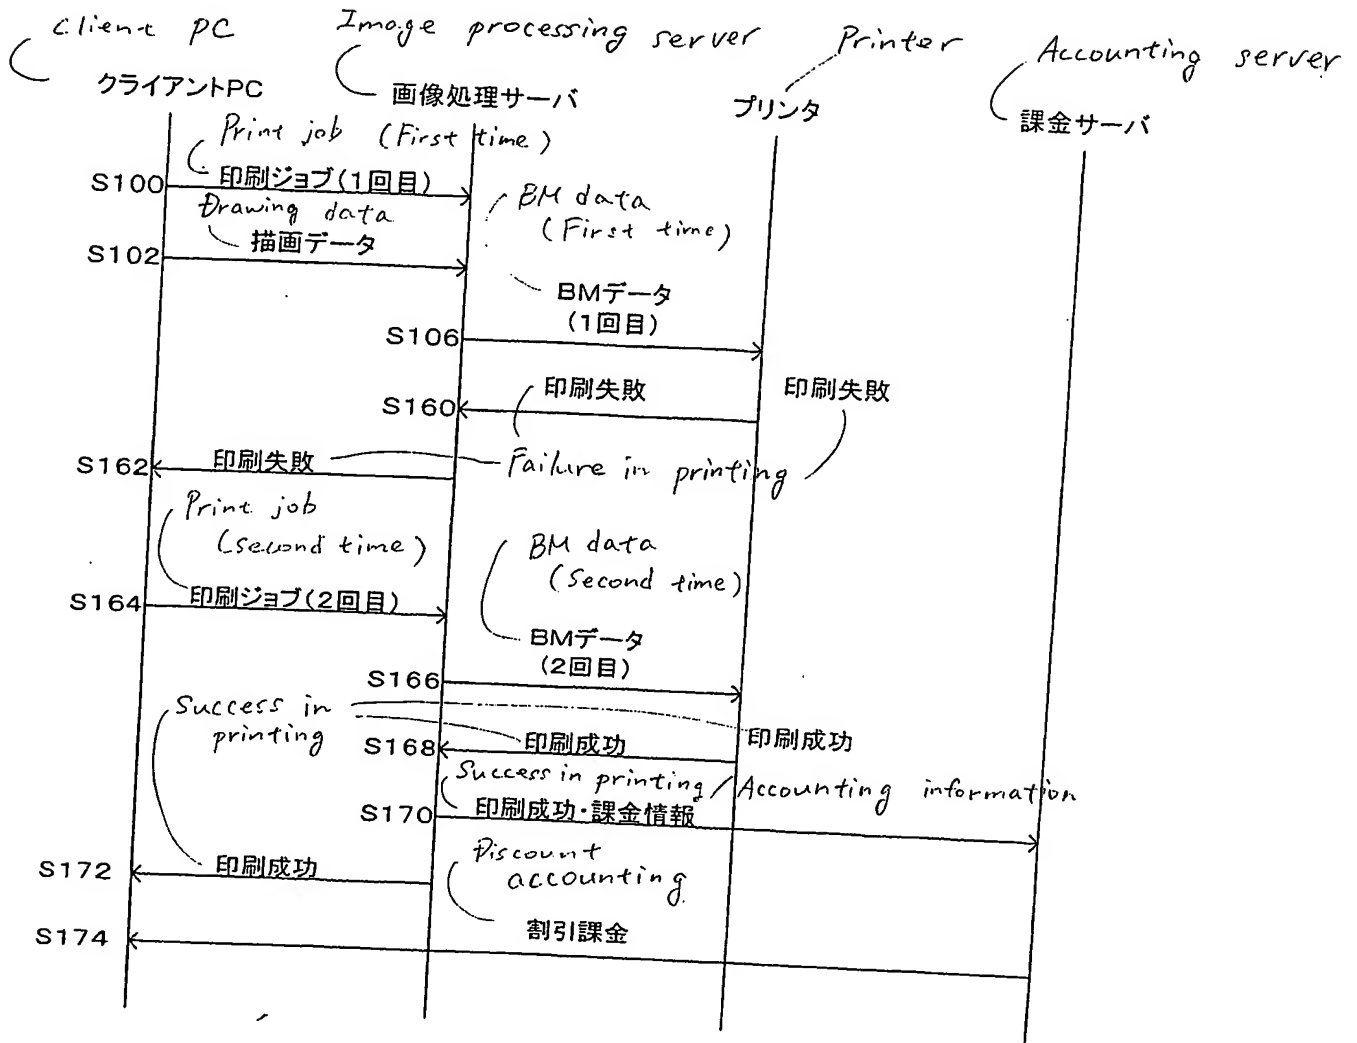 Client PC
Image processing server
Printer
Accounting server
クライアントPC
画像処理サーバ
プリンタ
課金サーバ
Print job (First time)
S100
印刷ジョブ(1回目)
Drawing data
S102
描画データ
BM data
(First time)
BMデータ
(1回目)
S106
印刷失敗
印刷失敗
S160
S162
印刷失敗
Failure in printing
Print job
(Second time)
BM data
(Second time)
S164
印刷ジョブ(2回目)
BMデータ
(2回目)
S166
Success in
printing
S168
印刷成功
印刷成功
Success in printing / Accounting information
S170
印刷成功・課金情報
S172
印刷成功
Discount
accounting
S174
割引課金